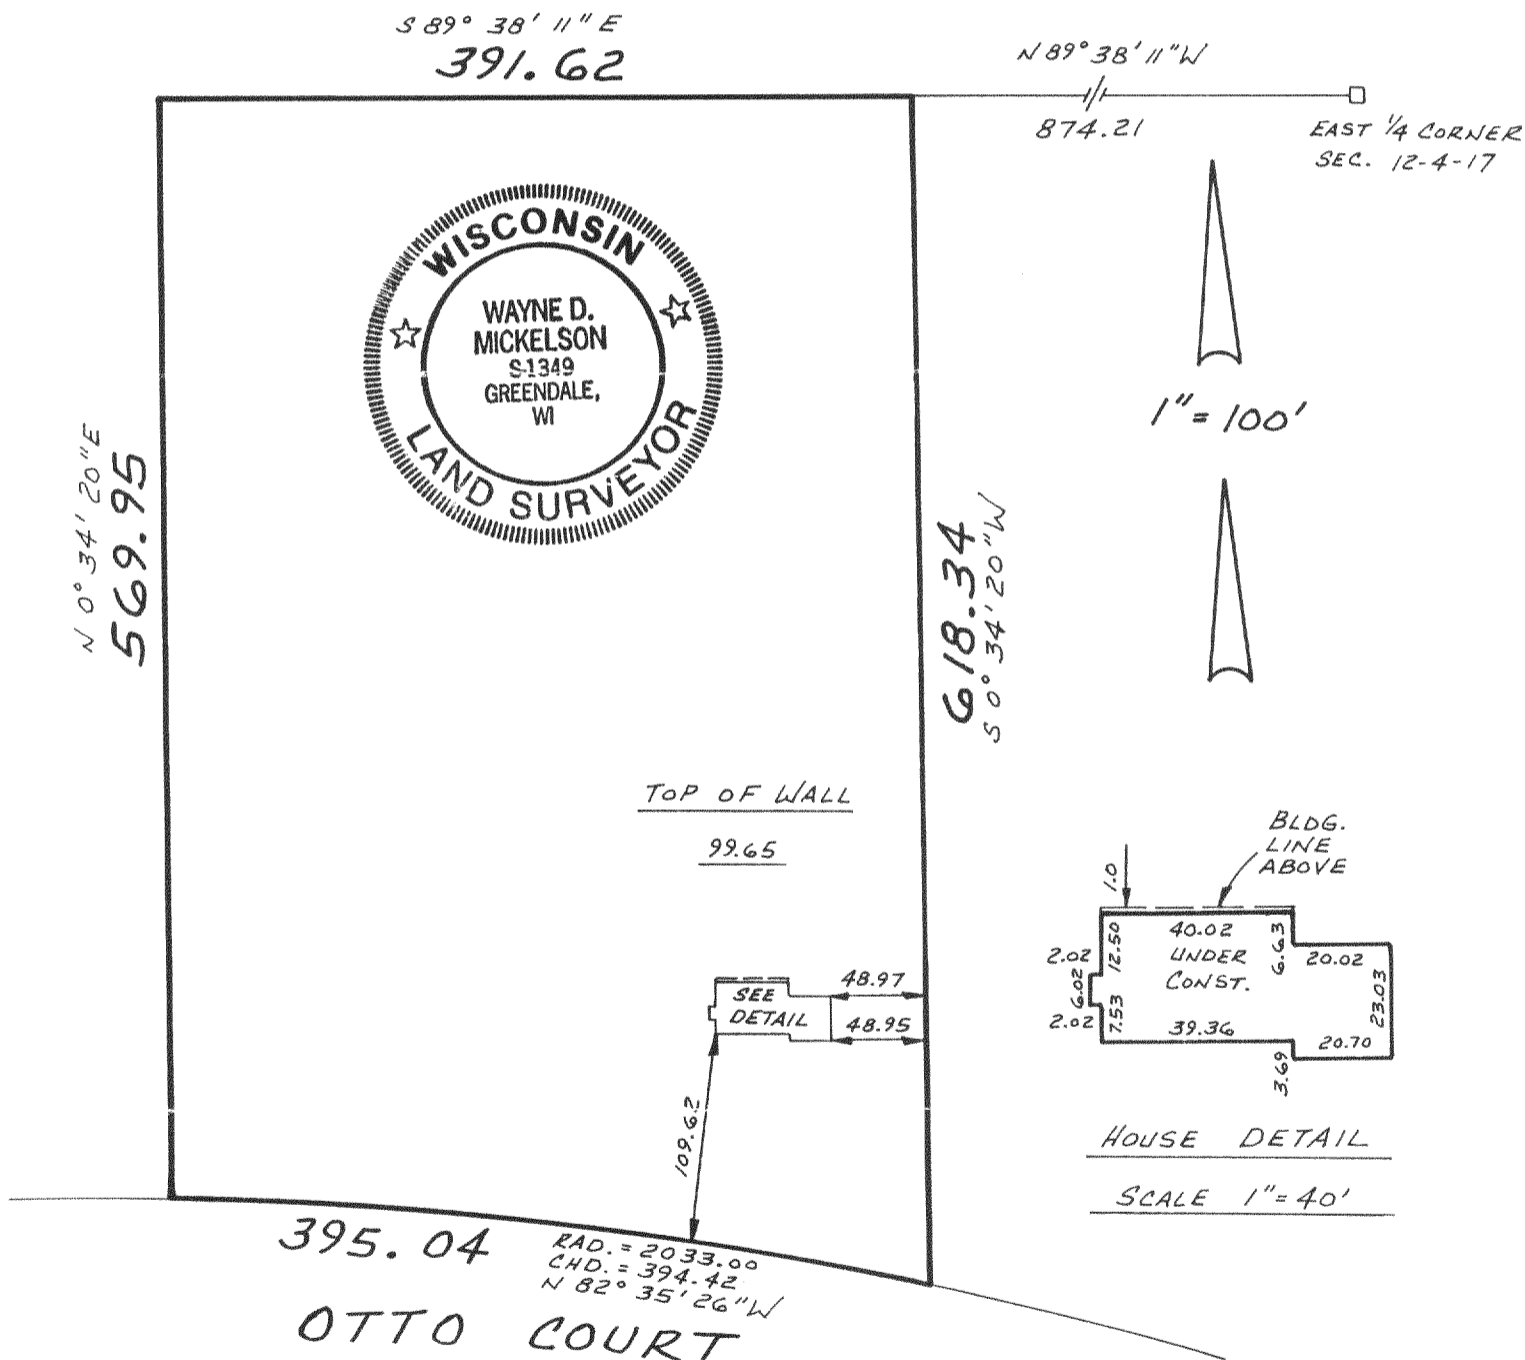 S 89° 38' 11" E
391.62
N 89° 38' 11" W
874.21
EAST 1/4 CORNER
SEC. 12-4-17
WISCONSIN
WAYNE D.
MICKELSON
S-1349
GREENDALE,
WI
LAND SURVEYOR
1" = 100'
N 0° 34' 20" E
569.95
618.34
S 0° 34' 20" W
TOP OF WALL
99.65
SEE
DETAIL
48.97
48.95
109.62
BLDG.
LINE
ABOVE
1.0
40.02
UNDER
CONST.
12.50
6.63
2.02
6.02
2.02
7.53
39.36
20.02
23.03
20.70
3.69
HOUSE DETAIL
SCALE 1" = 40'
395.04
RAD. = 2033.00
CHD. = 394.42
N 82° 35' 26" W
OTTO COURT